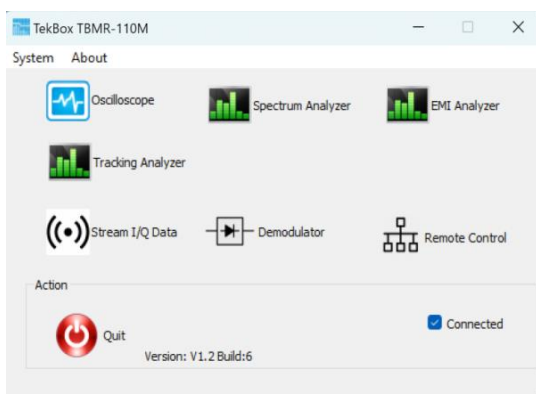 TekBox TBMR-110M
System About
Oscilloscope
Spectrum Analyzer
EMI Analyzer
Tracking Analyzer
Stream I/Q Data
Demodulator
Remote Control
Action
Quit
Connected
Version: V1.2 Build:6